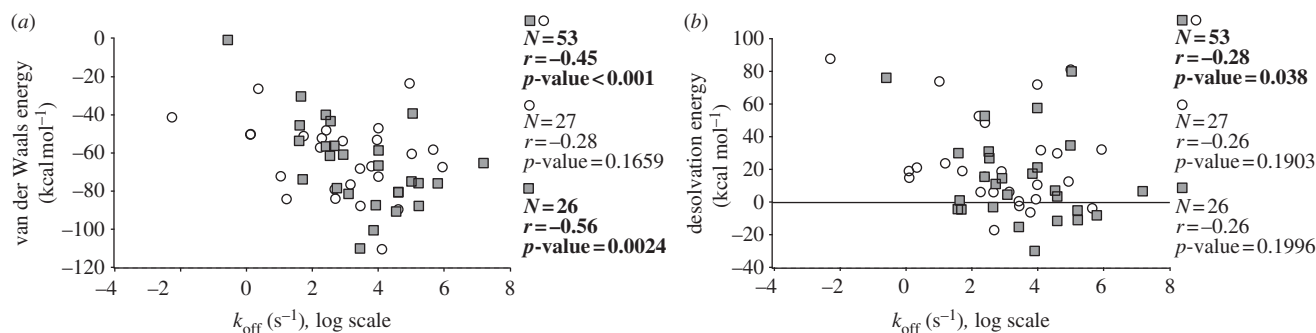 (a)
0
−20
−40
−60
−80
−100
−120
van der Waals energy
(kcal mol−1)
−4
−2
0
2
4
6
8
koff (s−1), log scale
N=53
r=−0.45
p-value<0.001
N=27
r=−0.28
p-value=0.1659
N=26
r=−0.56
p-value=0.0024
(b)
100
80
60
40
20
0
−20
−40
desolvation energy
(kcal mol−1)
−4
−2
0
2
4
6
8
koff (s−1), log scale
N=53
r=−0.28
p-value=0.038
N=27
r=−0.26
p-value=0.1903
N=26
r=−0.26
p-value=0.1996